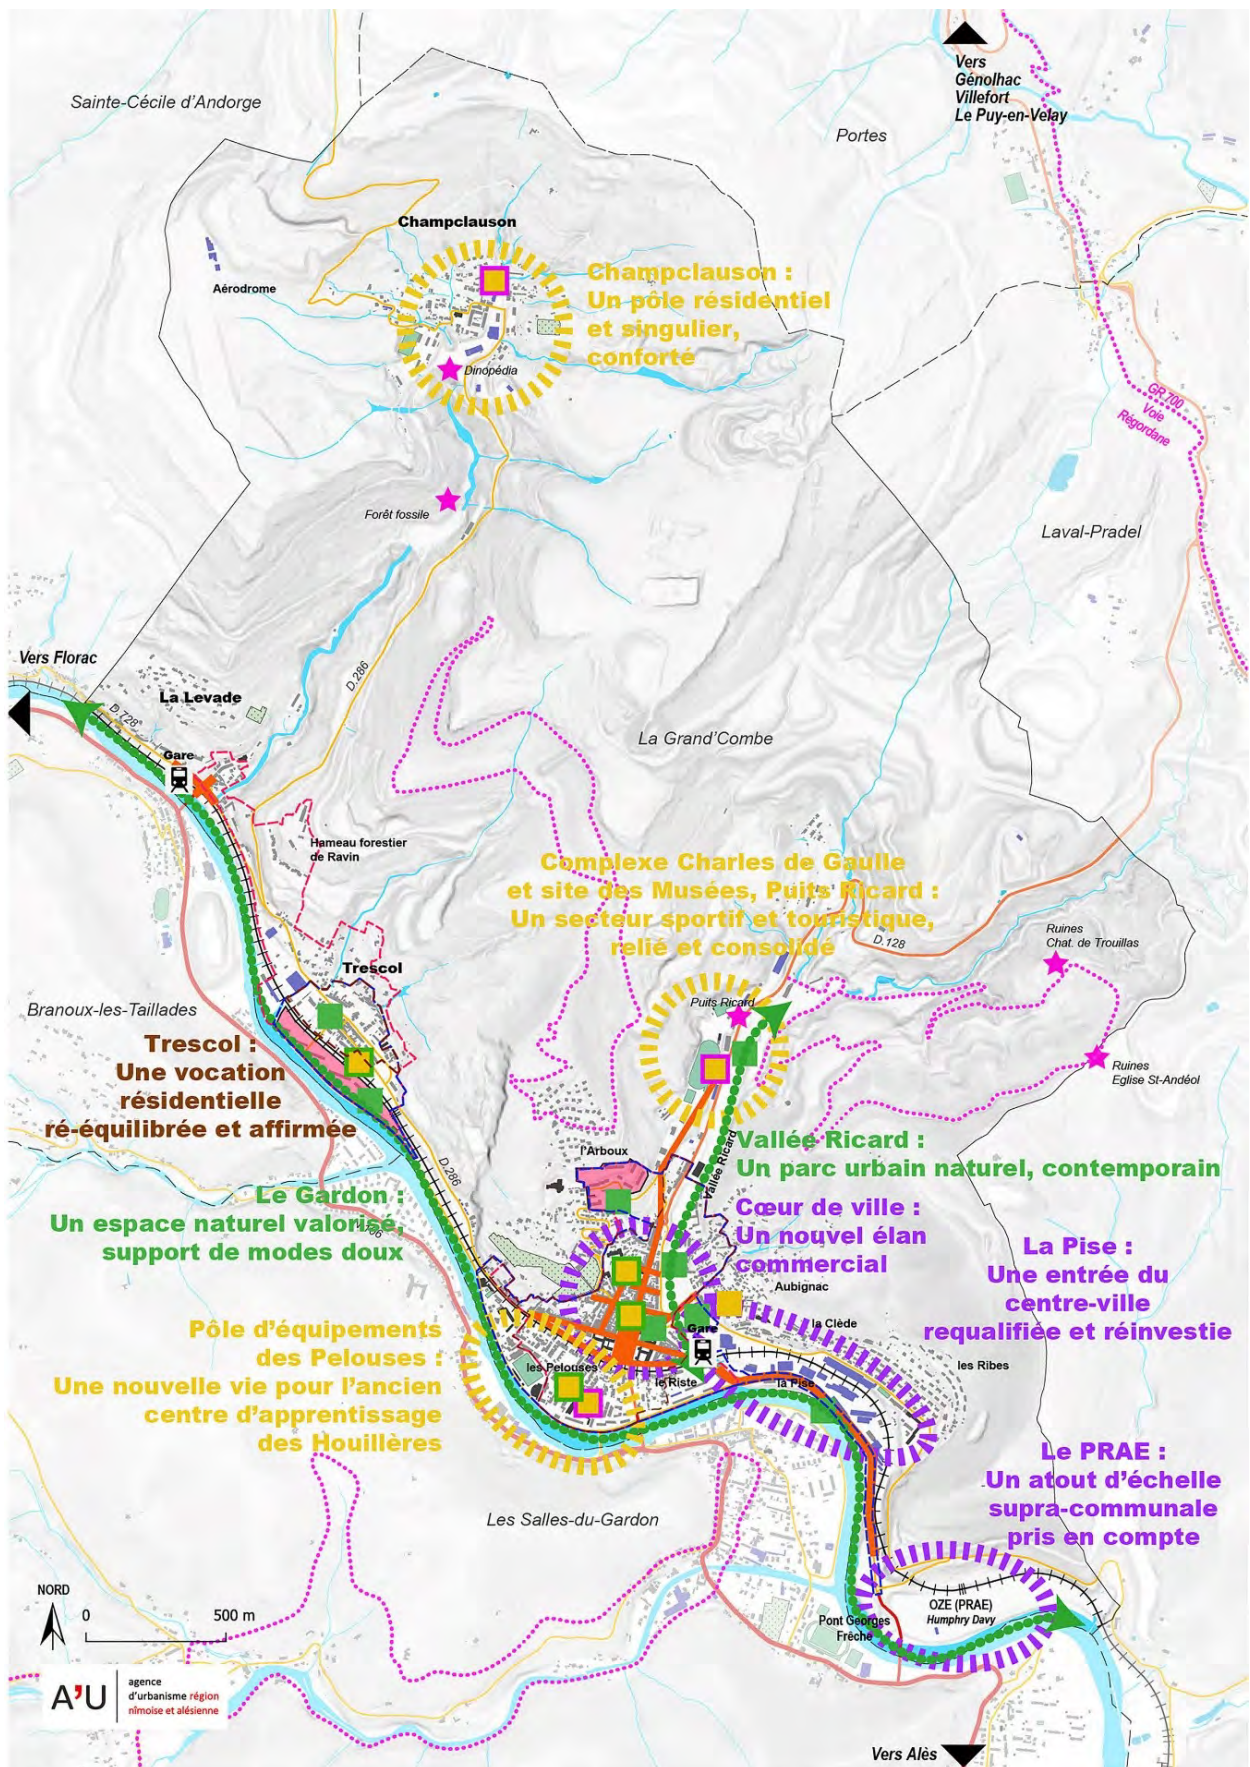 Vers
Génolhac
Villefort
Le Puy-en-Velay
Sainte-Cécile d'Andorge
Portes
Champclauson
Aérodrome
Champclauson :
Un pôle résidentiel
et singulier,
conforté
Dinopédia
GR 700
Voie
Régordane
Forêt fossile
Laval-Pradel
Vers Florac
D.286
La Levade
D.728
La Grand'Combe
Gare
Hameau forestier
de Ravin
Complexe Charles de Gaulle
et site des Musées, Puits Ricard :
Un secteur sportif et touristique,
relié et consolidé
D.128
Ruines
Chat. de Trouillas
Trescol
Puits Ricard
Branoux-les-Taillades
Trescol :
Une vocation
résidentielle
ré-équilibrée et affirmée
Ruines
Eglise St-Andéol
l'Arboux
Vallée Ricard
Vallée Ricard :
Un parc urbain naturel, contemporain
D.286
Le Gardon :
Un espace naturel valorisé,
support de modes doux
Cœur de ville :
Un nouvel élan
commercial
La Pise :
Une entrée du
centre-ville
requalifiée et réinvestie
Aubignac
la Clède
Gare
les Ribes
Pôle d'équipements
des Pelouses :
Une nouvelle vie pour l'ancien
centre d'apprentissage
des Houillères
les Pelouses
le Riste
la Pise
Le PRAE :
Un atout d'échelle
supra-communale
pris en compte
Les Salles-du-Gardon
NORD
0
500 m
OZE (PRAE)
Humphry Davy
Pont Georges
Frêche
A'U
agence
d'urbanisme région
nîmoise et alésienne
Vers Alès